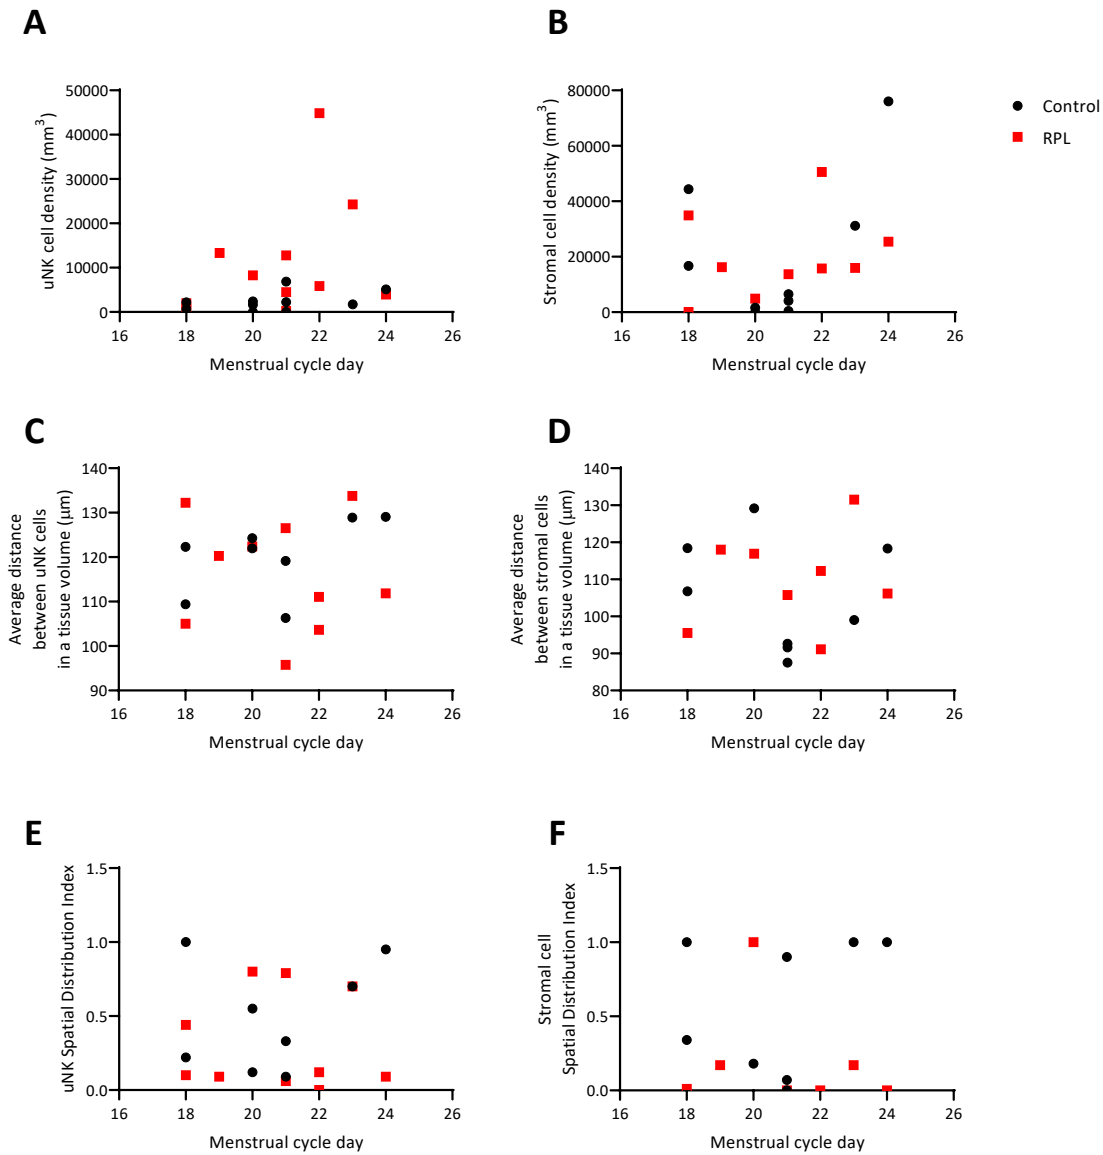 A
B
50000
40000
30000
20000
10000
0
16
18
20
22
24
26
uNK cell density (mm3)
Menstrual cycle day
80000
60000
40000
20000
0
16
18
20
22
24
26
Stromal cell density (mm3)
Menstrual cycle day
Control
RPL
C
D
140
130
120
110
100
90
16
18
20
22
24
26
Average distance
between uNK cells
in a tissue volume (μm)
Menstrual cycle day
140
130
120
110
100
90
80
16
18
20
22
24
26
Average distance
between stromal cells
in a tissue volume (μm)
Menstrual cycle day
E
F
1.5
1.0
0.5
0.0
16
18
20
22
24
26
uNK Spatial Distribution Index
Menstrual cycle day
1.5
1.0
0.5
0.0
16
18
20
22
24
26
Stromal cell
Spatial Distribution Index
Menstrual cycle day